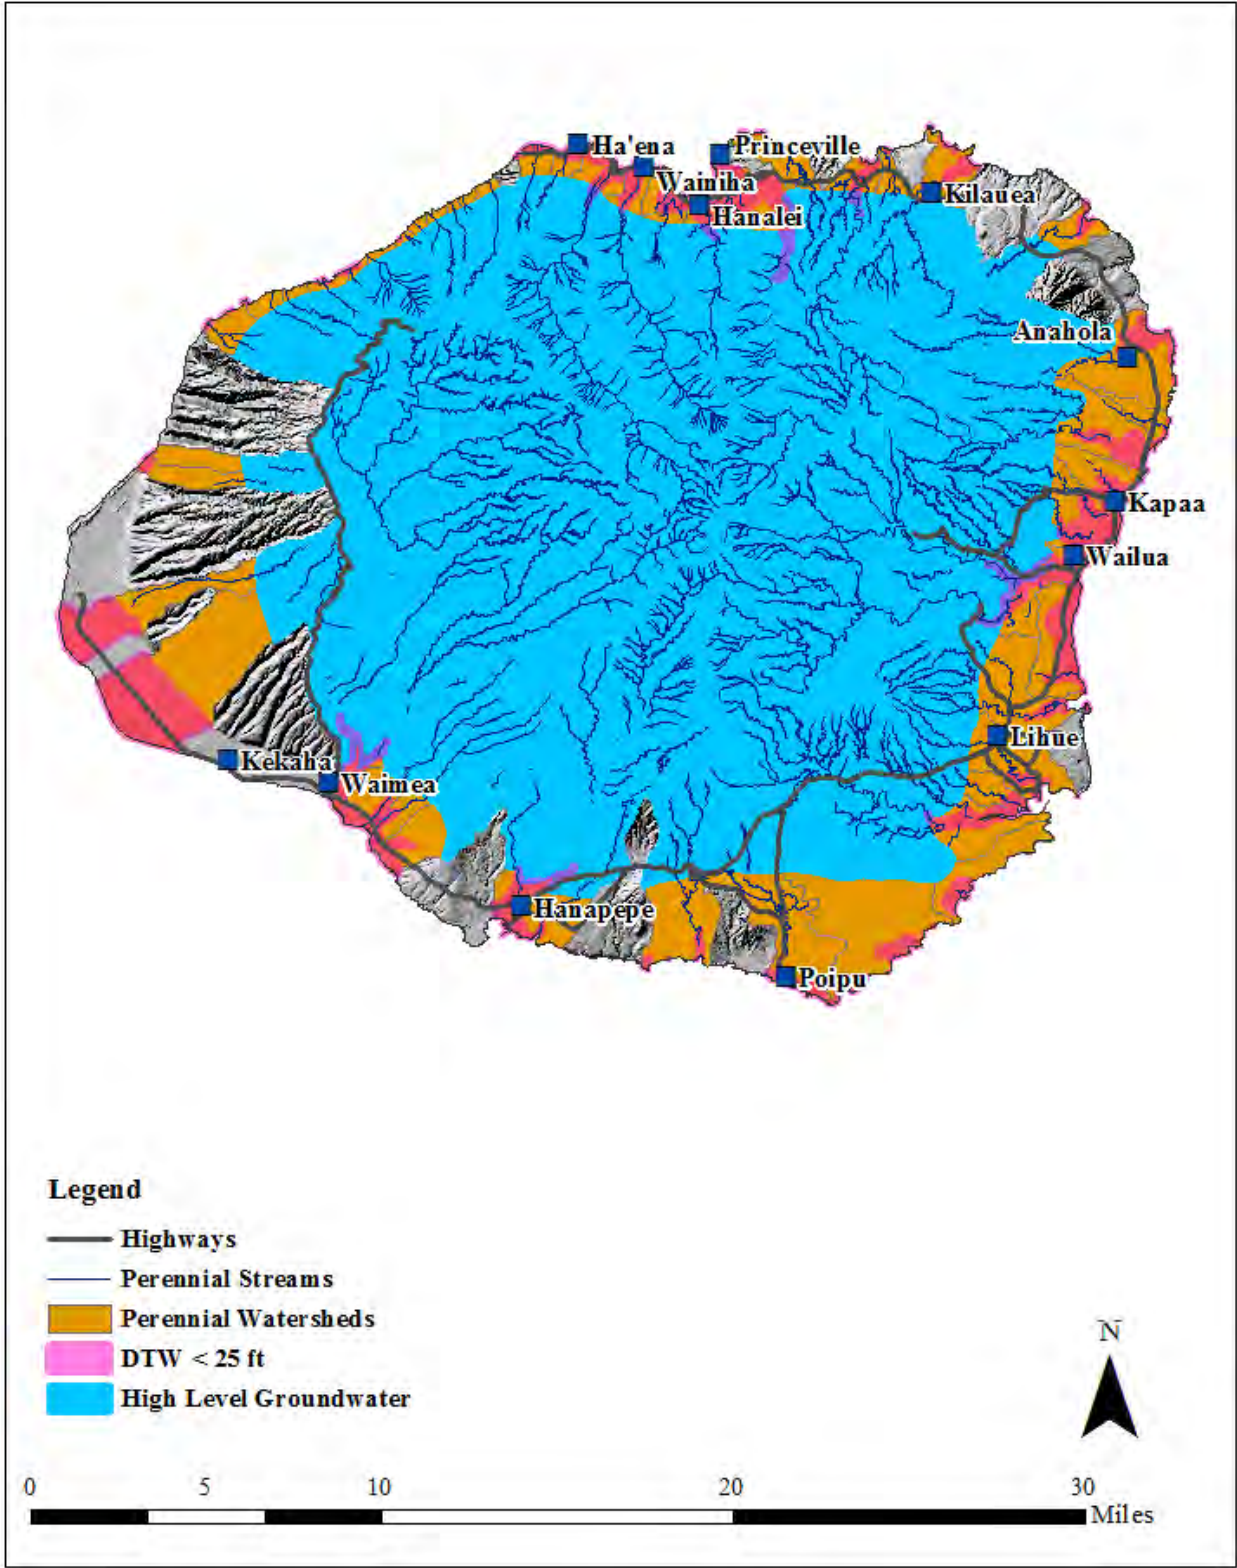 Ha'ena
Princeville
Wainiha
Kilauea
Hanalei
Anahola
Kapaa
Wailua
Lihue
Kekaha
Waimea
Hanapepe
Poipu
Legend
Highways
Perennial Streams
Perennial Watersheds
DTW < 25 ft
High Level Groundwater
N
0 5 10 20 30
Miles